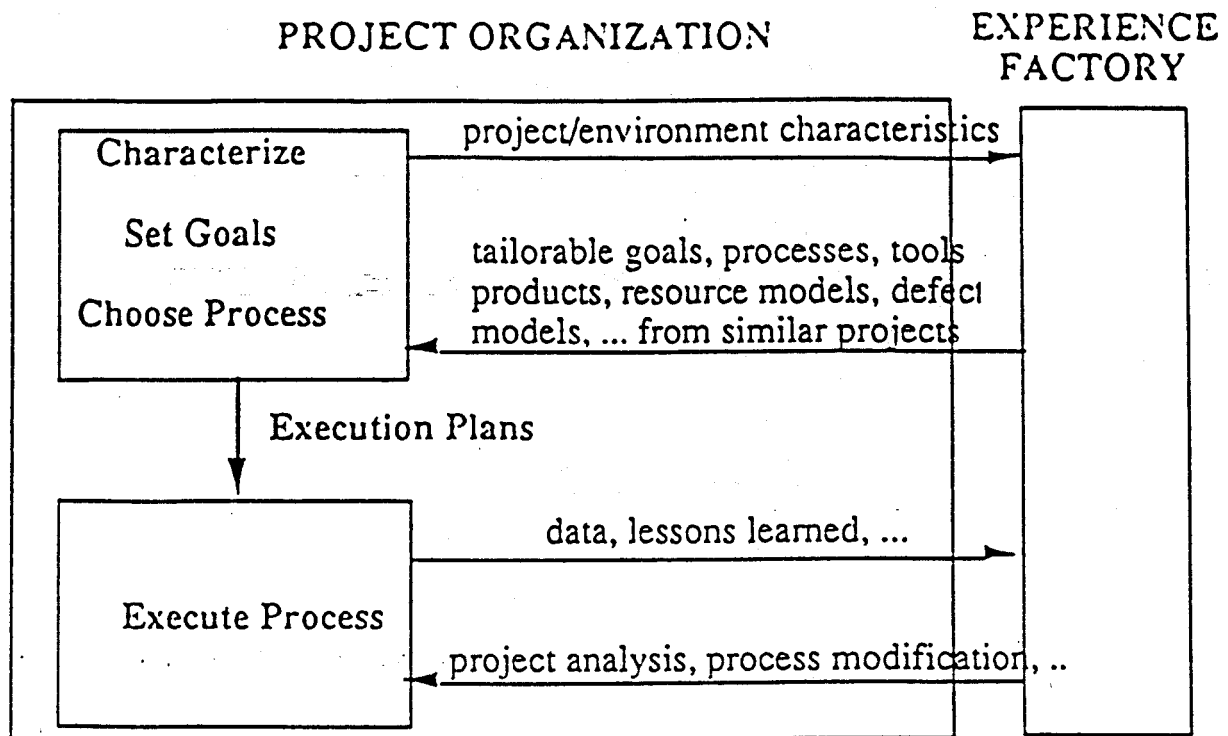 PROJECT ORGANIZATION
EXPERIENCE
FACTORY
Characterize
Set Goals
Choose Process
project/environment characteristics
tailorable goals, processes, tools
products, resource models, defect
models, ... from similar projects
Execution Plans
Execute Process
data, lessons learned, ...
project analysis, process modification, ..